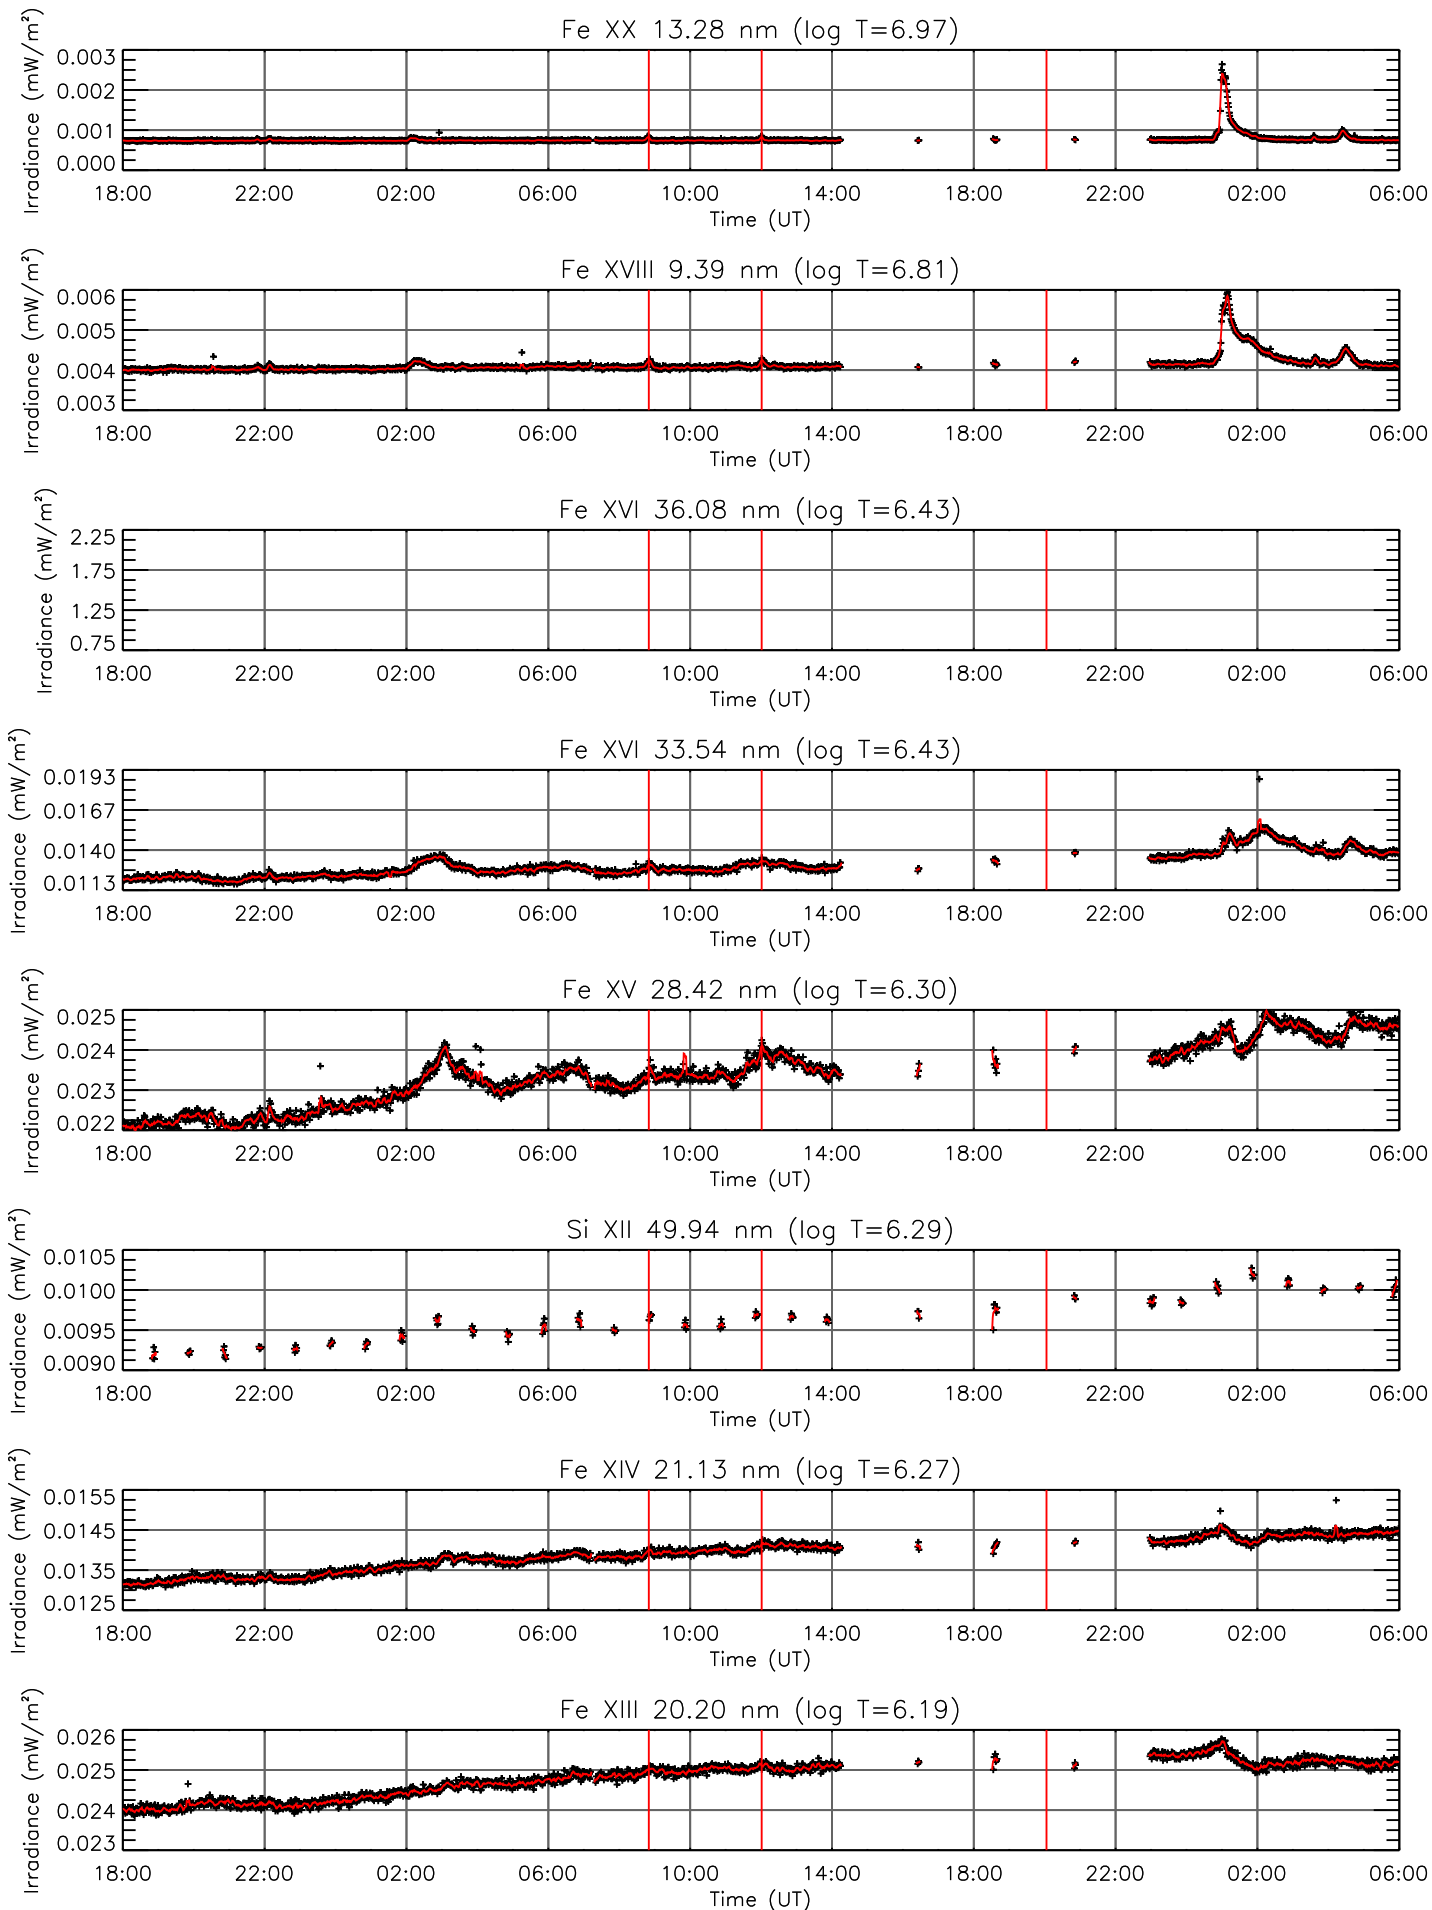 Fe XX 13.28 nm (log T=6.97)
Irradiance (mW/m²)
0.003
0.002
0.001
0.000
18:00 22:00 02:00 06:00 10:00 14:00 18:00 22:00 02:00 06:00
Time (UT)
Fe XVIII 9.39 nm (log T=6.81)
Irradiance (mW/m²)
0.006
0.005
0.004
0.003
18:00 22:00 02:00 06:00 10:00 14:00 18:00 22:00 02:00 06:00
Time (UT)
Fe XVI 36.08 nm (log T=6.43)
Irradiance (mW/m²)
2.25
1.75
1.25
0.75
18:00 22:00 02:00 06:00 10:00 14:00 18:00 22:00 02:00 06:00
Time (UT)
Fe XVI 33.54 nm (log T=6.43)
Irradiance (mW/m²)
0.0193
0.0167
0.0140
0.0113
18:00 22:00 02:00 06:00 10:00 14:00 18:00 22:00 02:00 06:00
Time (UT)
Fe XV 28.42 nm (log T=6.30)
Irradiance (mW/m²)
0.025
0.024
0.023
0.022
18:00 22:00 02:00 06:00 10:00 14:00 18:00 22:00 02:00 06:00
Time (UT)
Si XII 49.94 nm (log T=6.29)
Irradiance (mW/m²)
0.0105
0.0100
0.0095
0.0090
18:00 22:00 02:00 06:00 10:00 14:00 18:00 22:00 02:00 06:00
Time (UT)
Fe XIV 21.13 nm (log T=6.27)
Irradiance (mW/m²)
0.0155
0.0145
0.0135
0.0125
18:00 22:00 02:00 06:00 10:00 14:00 18:00 22:00 02:00 06:00
Time (UT)
Fe XIII 20.20 nm (log T=6.19)
Irradiance (mW/m²)
0.026
0.025
0.024
0.023
18:00 22:00 02:00 06:00 10:00 14:00 18:00 22:00 02:00 06:00
Time (UT)